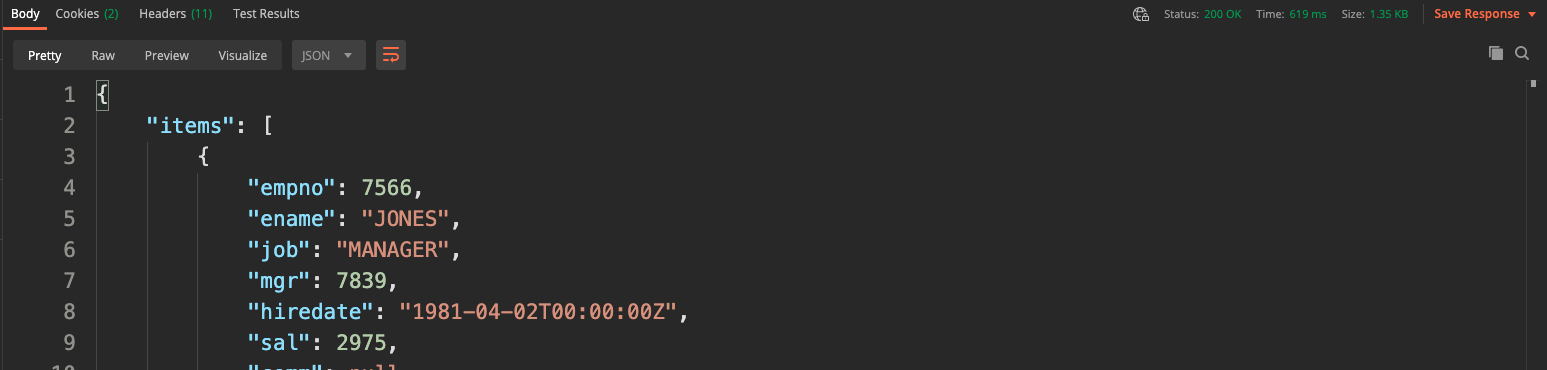 Body Cookies (2) Headers (11) Test Results Status: 200 OK Time: 619 ms Size: 1.35 KB Save Response
Pretty Raw Preview Visualize JSON
1 {
2 "items": [
3 {
4 "empno": 7566,
5 "ename": "JONES",
6 "job": "MANAGER",
7 "mgr": 7839,
8 "hiredate": "1981-04-02T00:00:00Z",
9 "sal": 2975,